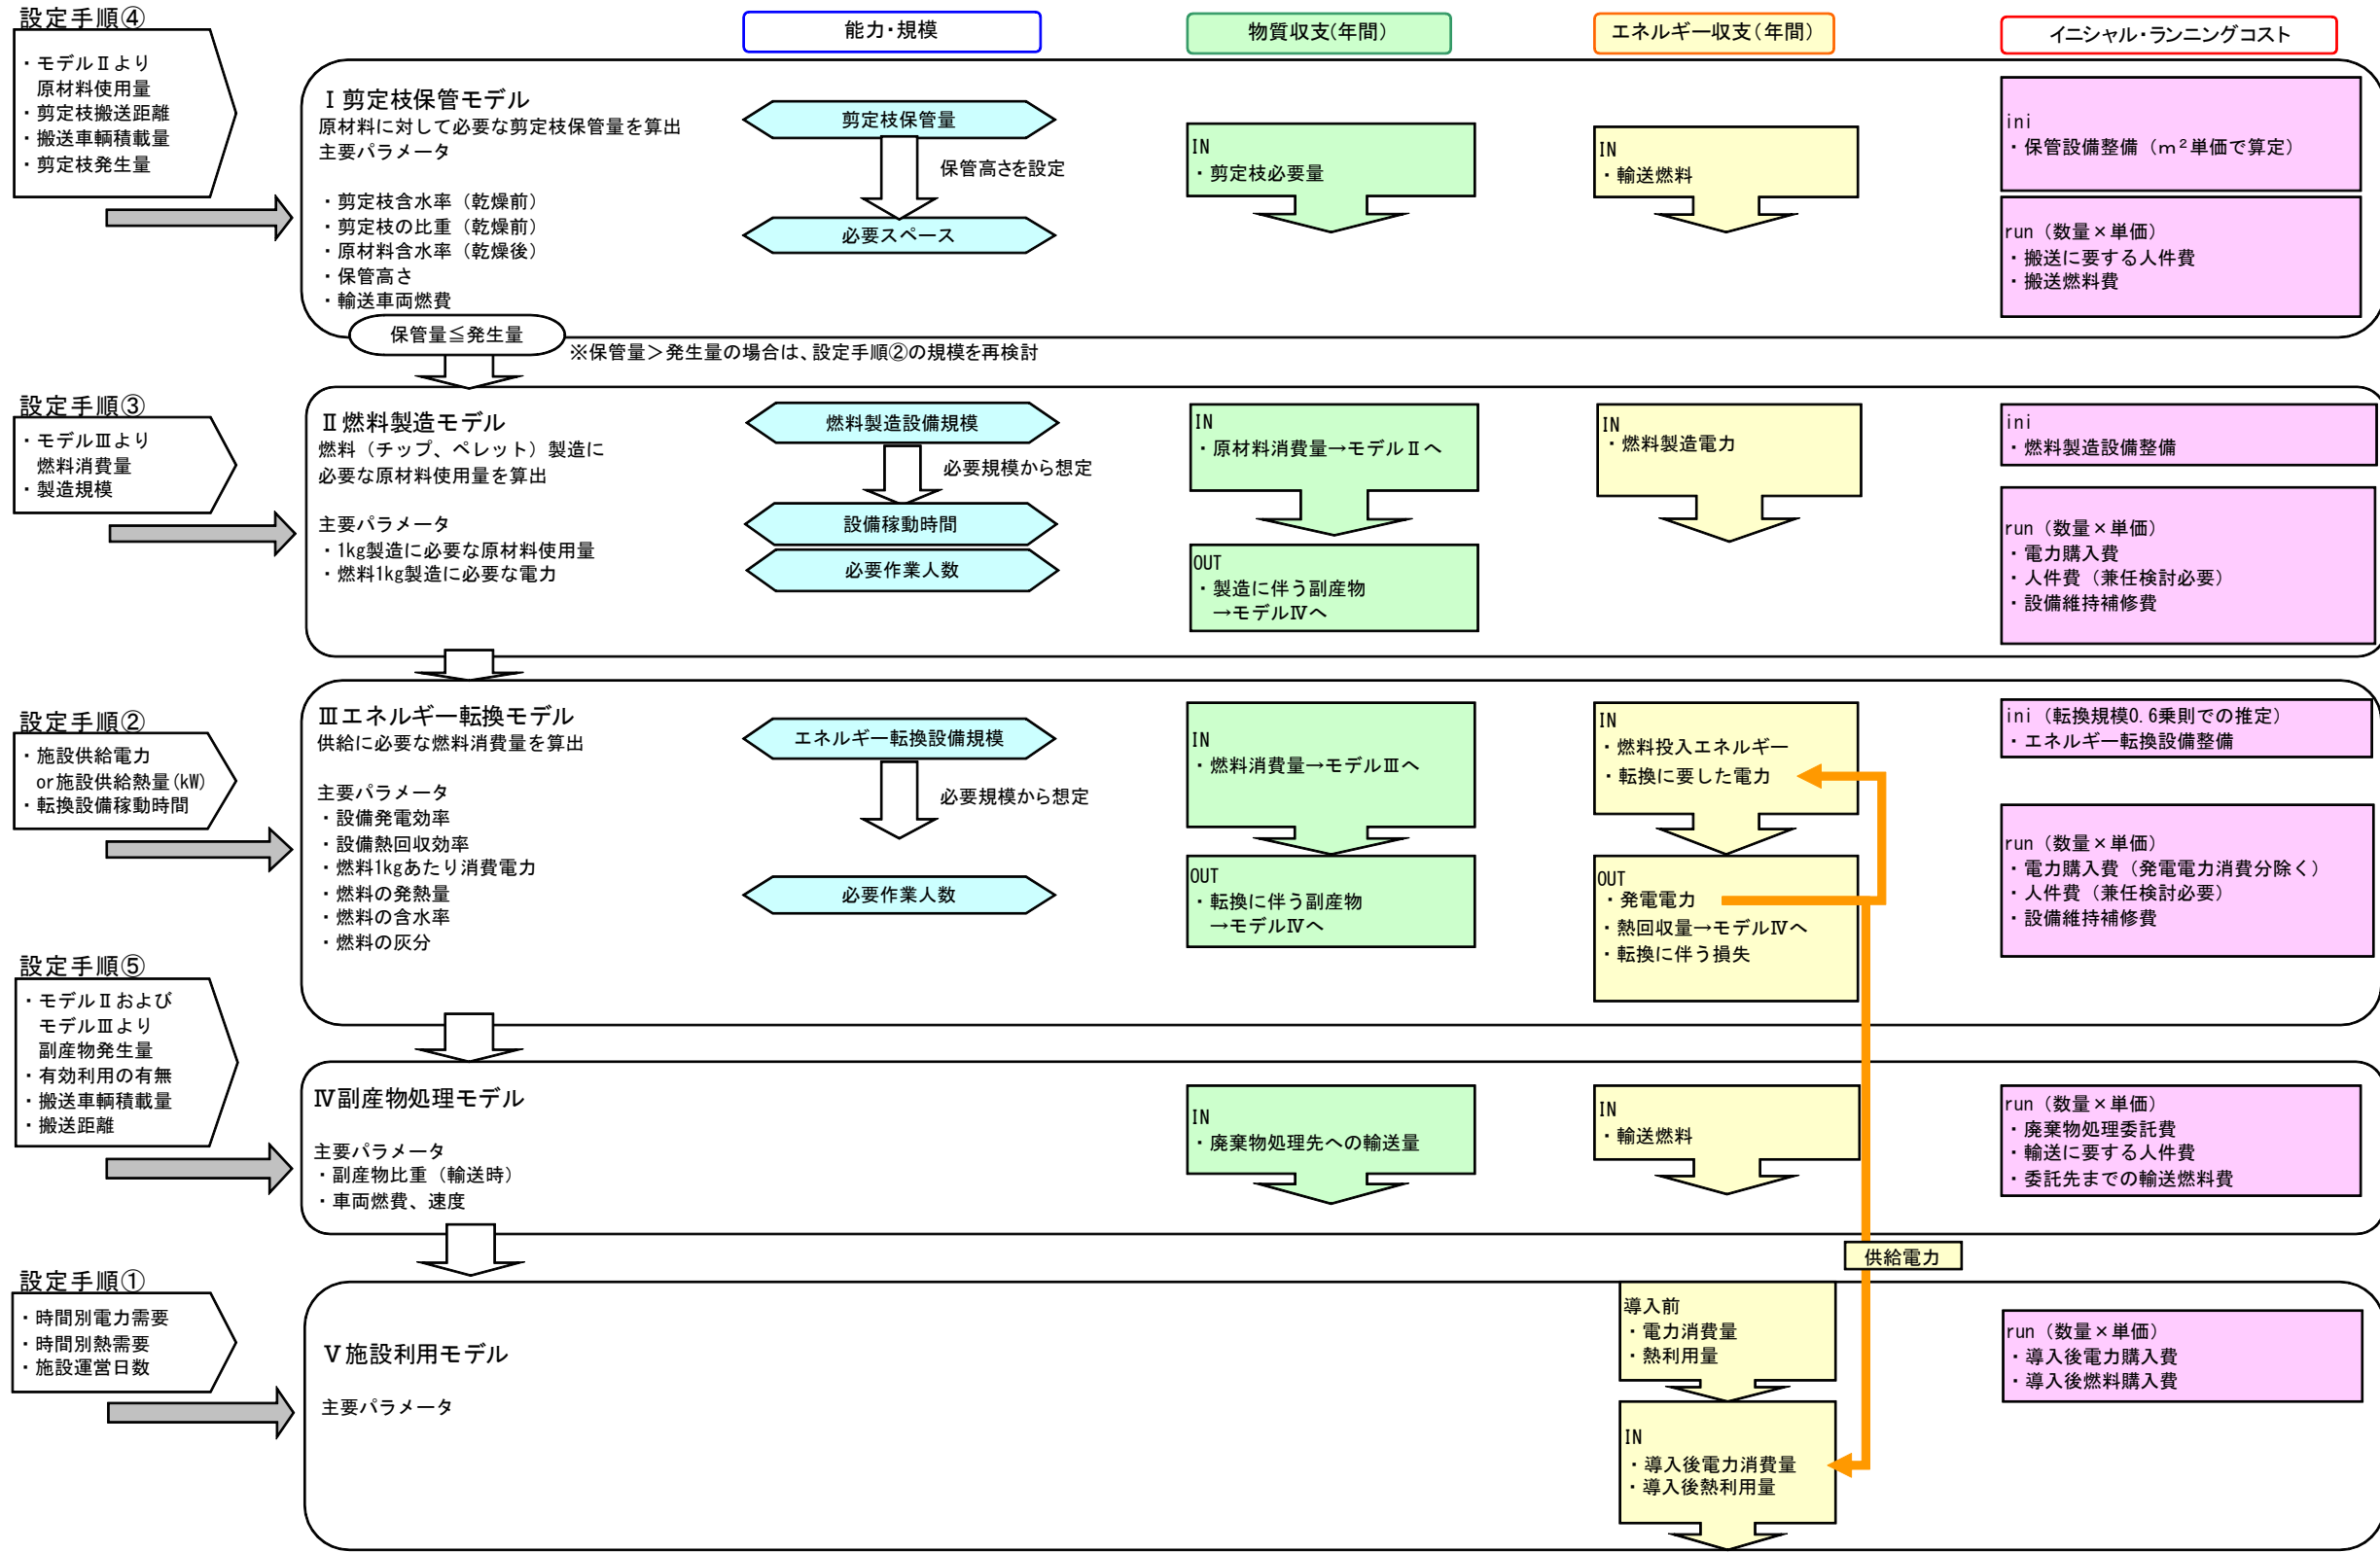 能力・規模
物質収支(年間)
エネルギー収支(年間)
イニシャル・ランニングコスト
設定手順④
・モデルⅡより
原材料使用量
・剪定枝搬送距離
・搬送車輌積載量
・剪定枝発生量
Ⅰ剪定枝保管モデル
原材料に対して必要な剪定枝保管量を算出
主要パラメータ
・剪定枝含水率（乾燥前）
・剪定枝の比重（乾燥前）
・原材料含水率（乾燥後）
・保管高さ
・輸送車両燃費
剪定枝保管量
保管高さを設定
必要スペース
IN
・剪定枝必要量
IN
・輸送燃料
ini
・保管設備整備（m²単価で算定）
run（数量×単価）
・搬送に要する人件費
・搬送燃料費
保管量≦発生量
※保管量＞発生量の場合は、設定手順②の規模を再検討
設定手順③
・モデルⅢより
燃料消費量
・製造規模
Ⅱ燃料製造モデル
燃料（チップ、ペレット）製造に
必要な原材料使用量を算出
主要パラメータ
・1kg製造に必要な原材料使用量
・燃料1kg製造に必要な電力
燃料製造設備規模
必要規模から想定
設備稼動時間
必要作業人数
IN
・原材料消費量→モデルⅡへ
OUT
・製造に伴う副産物
→モデルⅣへ
IN
・燃料製造電力
ini
・燃料製造設備整備
run（数量×単価）
・電力購入費
・人件費（兼任検討必要）
・設備維持補修費
設定手順②
・施設供給電力
or施設供給熱量(kW)
・転換設備稼動時間
Ⅲエネルギー転換モデル
供給に必要な燃料消費量を算出
主要パラメータ
・設備発電効率
・設備熱回収効率
・燃料1kgあたり消費電力
・燃料の発熱量
・燃料の含水率
・燃料の灰分
エネルギー転換設備規模
必要規模から想定
必要作業人数
IN
・燃料消費量→モデルⅢへ
OUT
・転換に伴う副産物
→モデルⅣへ
IN
・燃料投入エネルギー
・転換に要した電力
OUT
・発電電力
・熱回収量→モデルⅣへ
・転換に伴う損失
ini（転換規模0.6乗則での推定）
・エネルギー転換設備整備
run（数量×単価）
・電力購入費（発電電力消費分除く）
・人件費（兼任検討必要）
・設備維持補修費
設定手順⑤
・モデルⅡおよび
モデルⅢより
副産物発生量
・有効利用の有無
・搬送車輌積載量
・搬送距離
Ⅳ副産物処理モデル
主要パラメータ
・副産物比重（輸送時）
・車両燃費、速度
IN
・廃棄物処理先への輸送量
IN
・輸送燃料
run（数量×単価）
・廃棄物処理委託費
・輸送に要する人件費
・委託先までの輸送燃料費
供給電力
設定手順①
・時間別電力需要
・時間別熱需要
・施設運営日数
Ⅴ施設利用モデル
主要パラメータ
導入前
・電力消費量
・熱利用量
IN
・導入後電力消費量
・導入後熱利用量
run（数量×単価）
・導入後電力購入費
・導入後燃料購入費